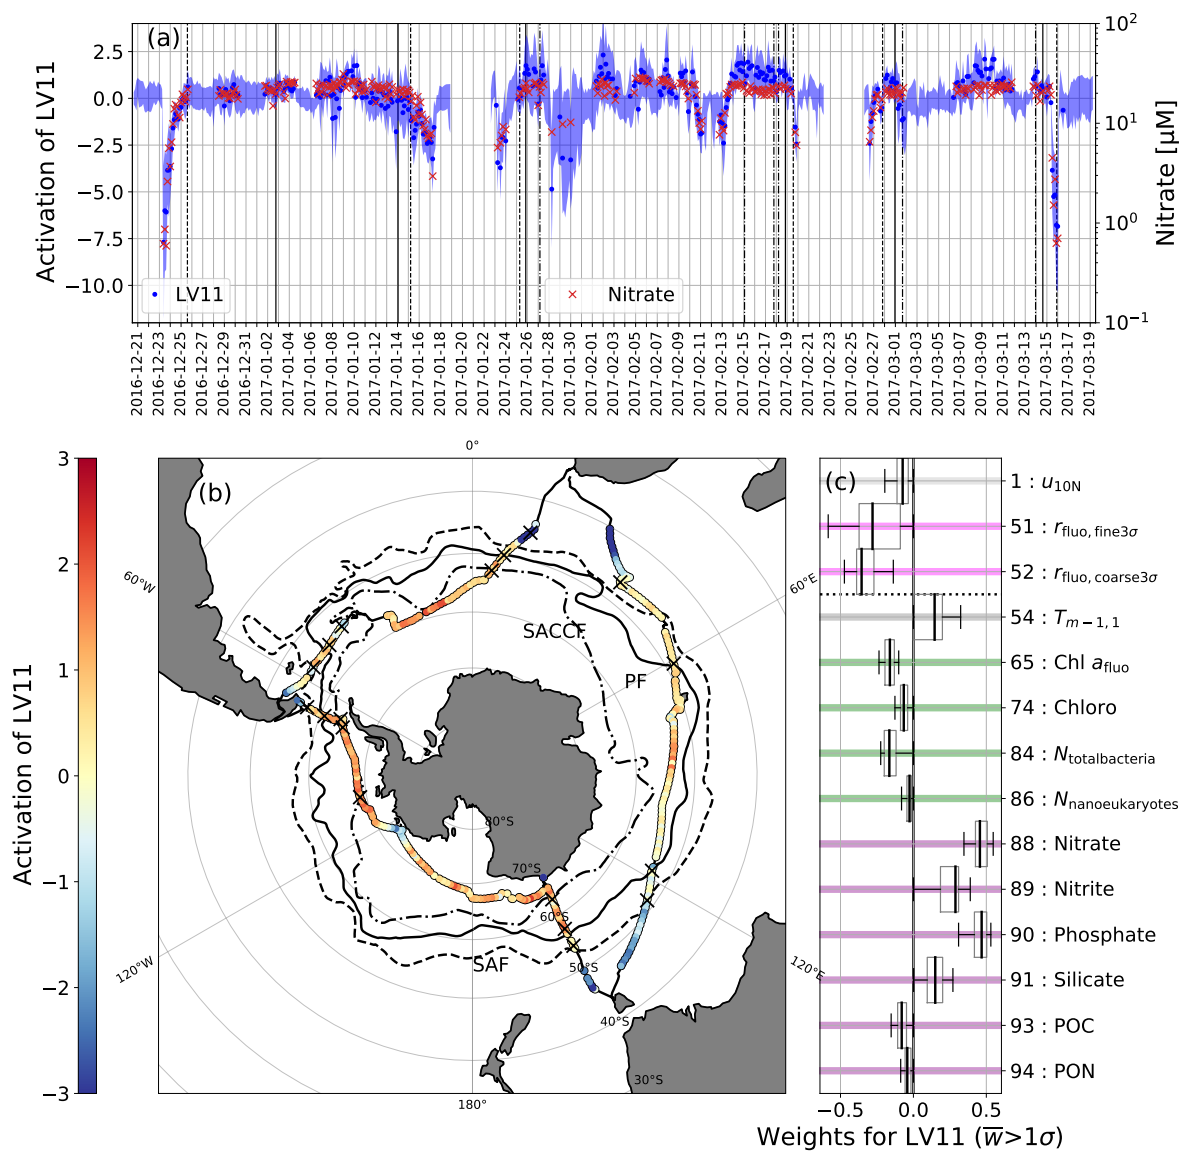 (a)
Activation of LV11
2.5
0.0
−2.5
−5.0
−7.5
−10.0
10²
10¹
10⁰
10⁻¹
Nitrate [µM]
LV11
Nitrate
2016-12-21
2016-12-23
2016-12-25
2016-12-27
2016-12-29
2016-12-31
2017-01-02
2017-01-04
2017-01-06
2017-01-08
2017-01-10
2017-01-12
2017-01-14
2017-01-16
2017-01-18
2017-01-20
2017-01-22
2017-01-24
2017-01-26
2017-01-28
2017-01-30
2017-02-01
2017-02-03
2017-02-05
2017-02-07
2017-02-09
2017-02-11
2017-02-13
2017-02-15
2017-02-17
2017-02-19
2017-02-21
2017-02-23
2017-02-25
2017-02-27
2017-03-01
2017-03-03
2017-03-05
2017-03-07
2017-03-09
2017-03-11
2017-03-13
2017-03-15
2017-03-17
2017-03-19
Activation of LV11
3
2
1
0
−1
−2
−3
(b)
0°
60°W
60°E
SACCF
PF
80°S
70°S
60°S
50°S
40°S
30°S
SAF
120°W
120°E
180°
(c)
1 : u10N
51 : rfluo, fine3σ
52 : rfluo, coarse3σ
54 : Tm−1, 1
65 : Chl afluo
74 : Chloro
84 : Ntotalbacteria
86 : Nnanoeukaryotes
88 : Nitrate
89 : Nitrite
90 : Phosphate
91 : Silicate
93 : POC
94 : PON
−0.5 0.0 0.5
Weights for LV11 (w̅>1σ)